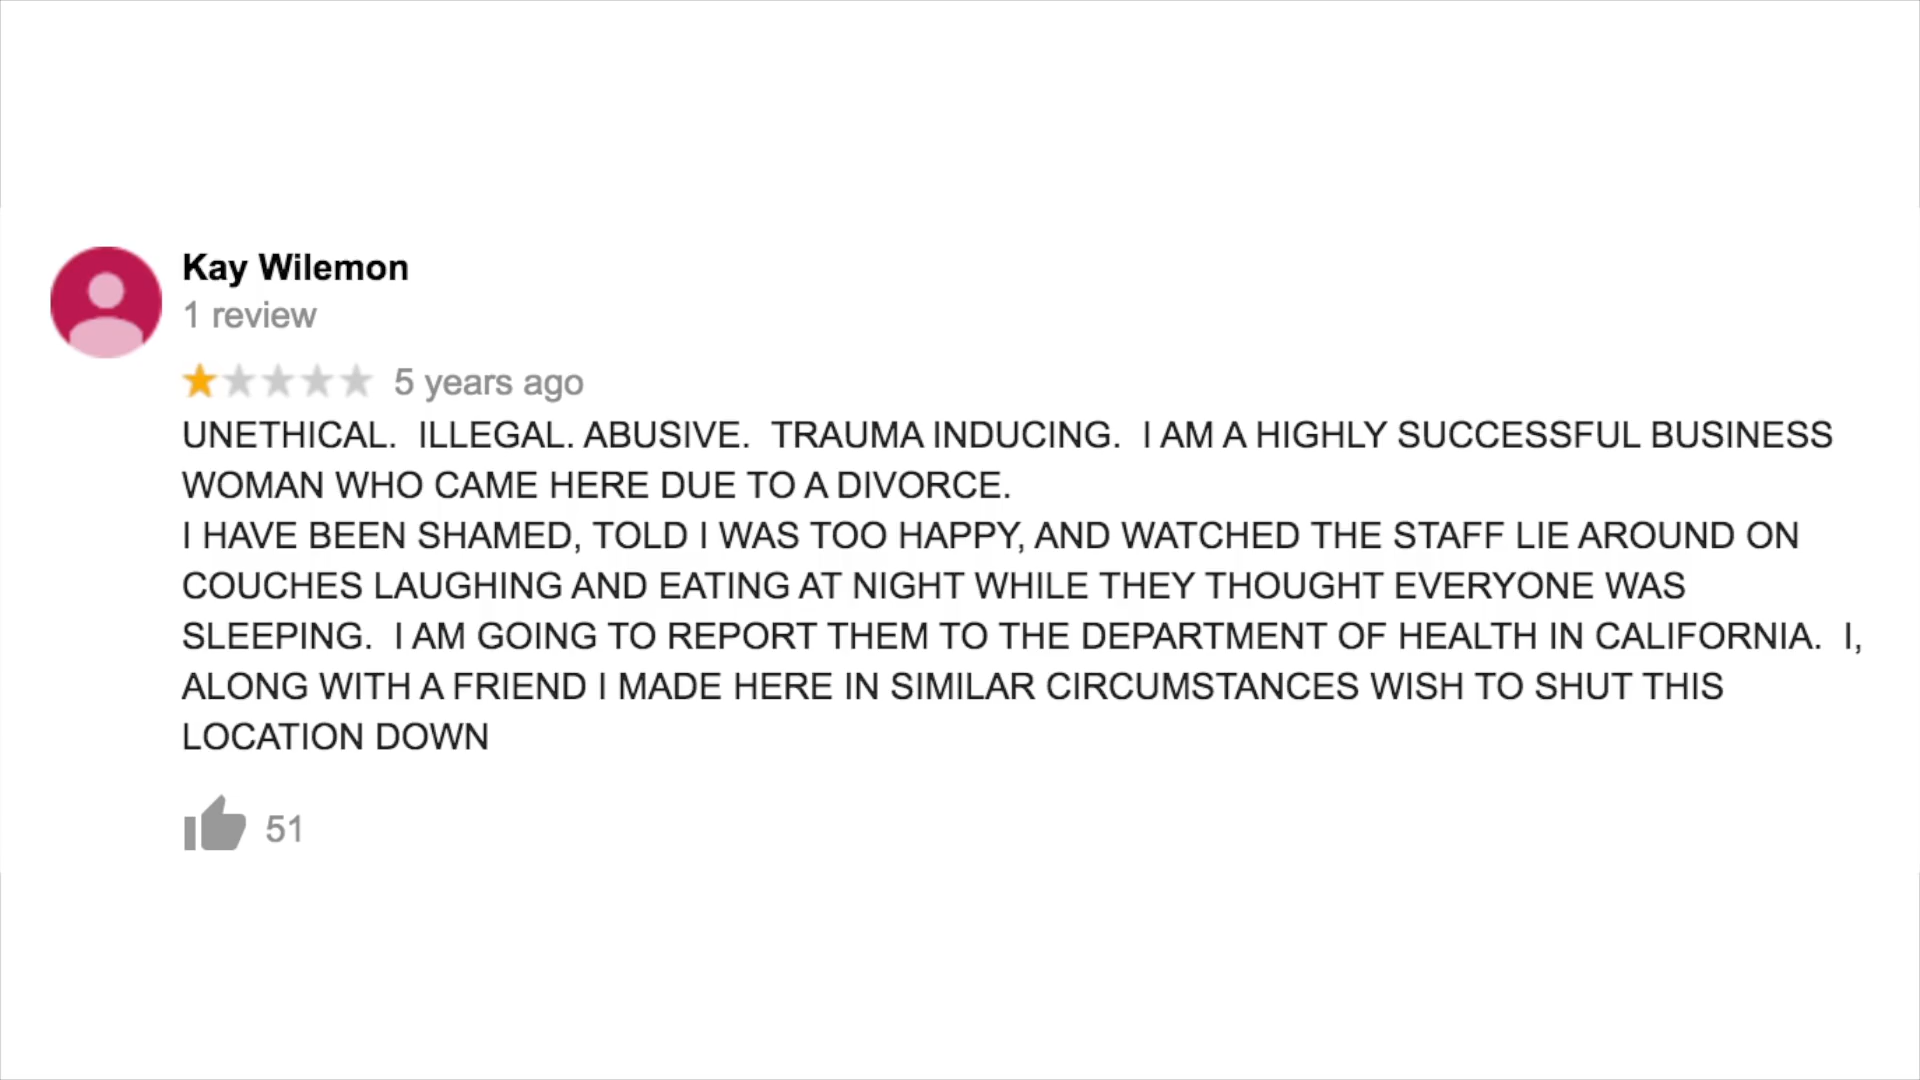 Kay Wilemon
1 review
5 years ago
UNETHICAL.  ILLEGAL. ABUSIVE.  TRAUMA INDUCING.  I AM A HIGHLY SUCCESSFUL BUSINESS
WOMAN WHO CAME HERE DUE TO A DIVORCE.
I HAVE BEEN SHAMED, TOLD I WAS TOO HAPPY, AND WATCHED THE STAFF LIE AROUND ON
COUCHES LAUGHING AND EATING AT NIGHT WHILE THEY THOUGHT EVERYONE WAS
SLEEPING.  I AM GOING TO REPORT THEM TO THE DEPARTMENT OF HEALTH IN CALIFORNIA.  I,
ALONG WITH A FRIEND I MADE HERE IN SIMILAR CIRCUMSTANCES WISH TO SHUT THIS
LOCATION DOWN
51